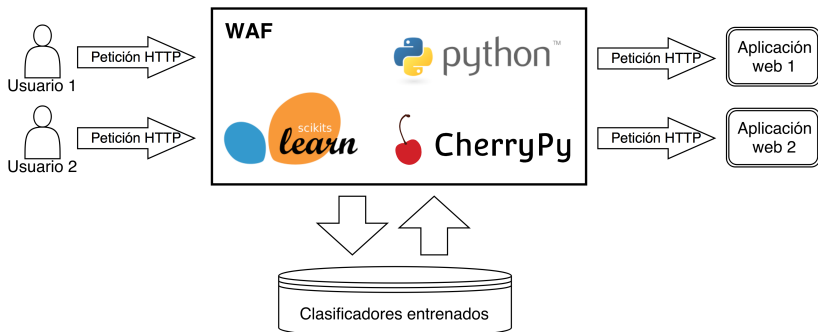 WAF
python™
Usuario 1
Petición HTTP
Petición HTTP
Aplicación
web 1
scikits
learn
CherryPy
Usuario 2
Petición HTTP
Petición HTTP
Aplicación
web 2
Clasificadores entrenados